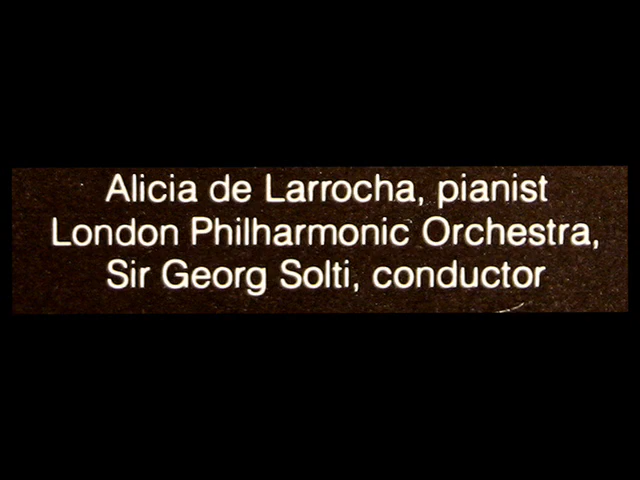 Alicia de Larrocha, pianist
London Philharmonic Orchestra,
Sir Georg Solti, conductor